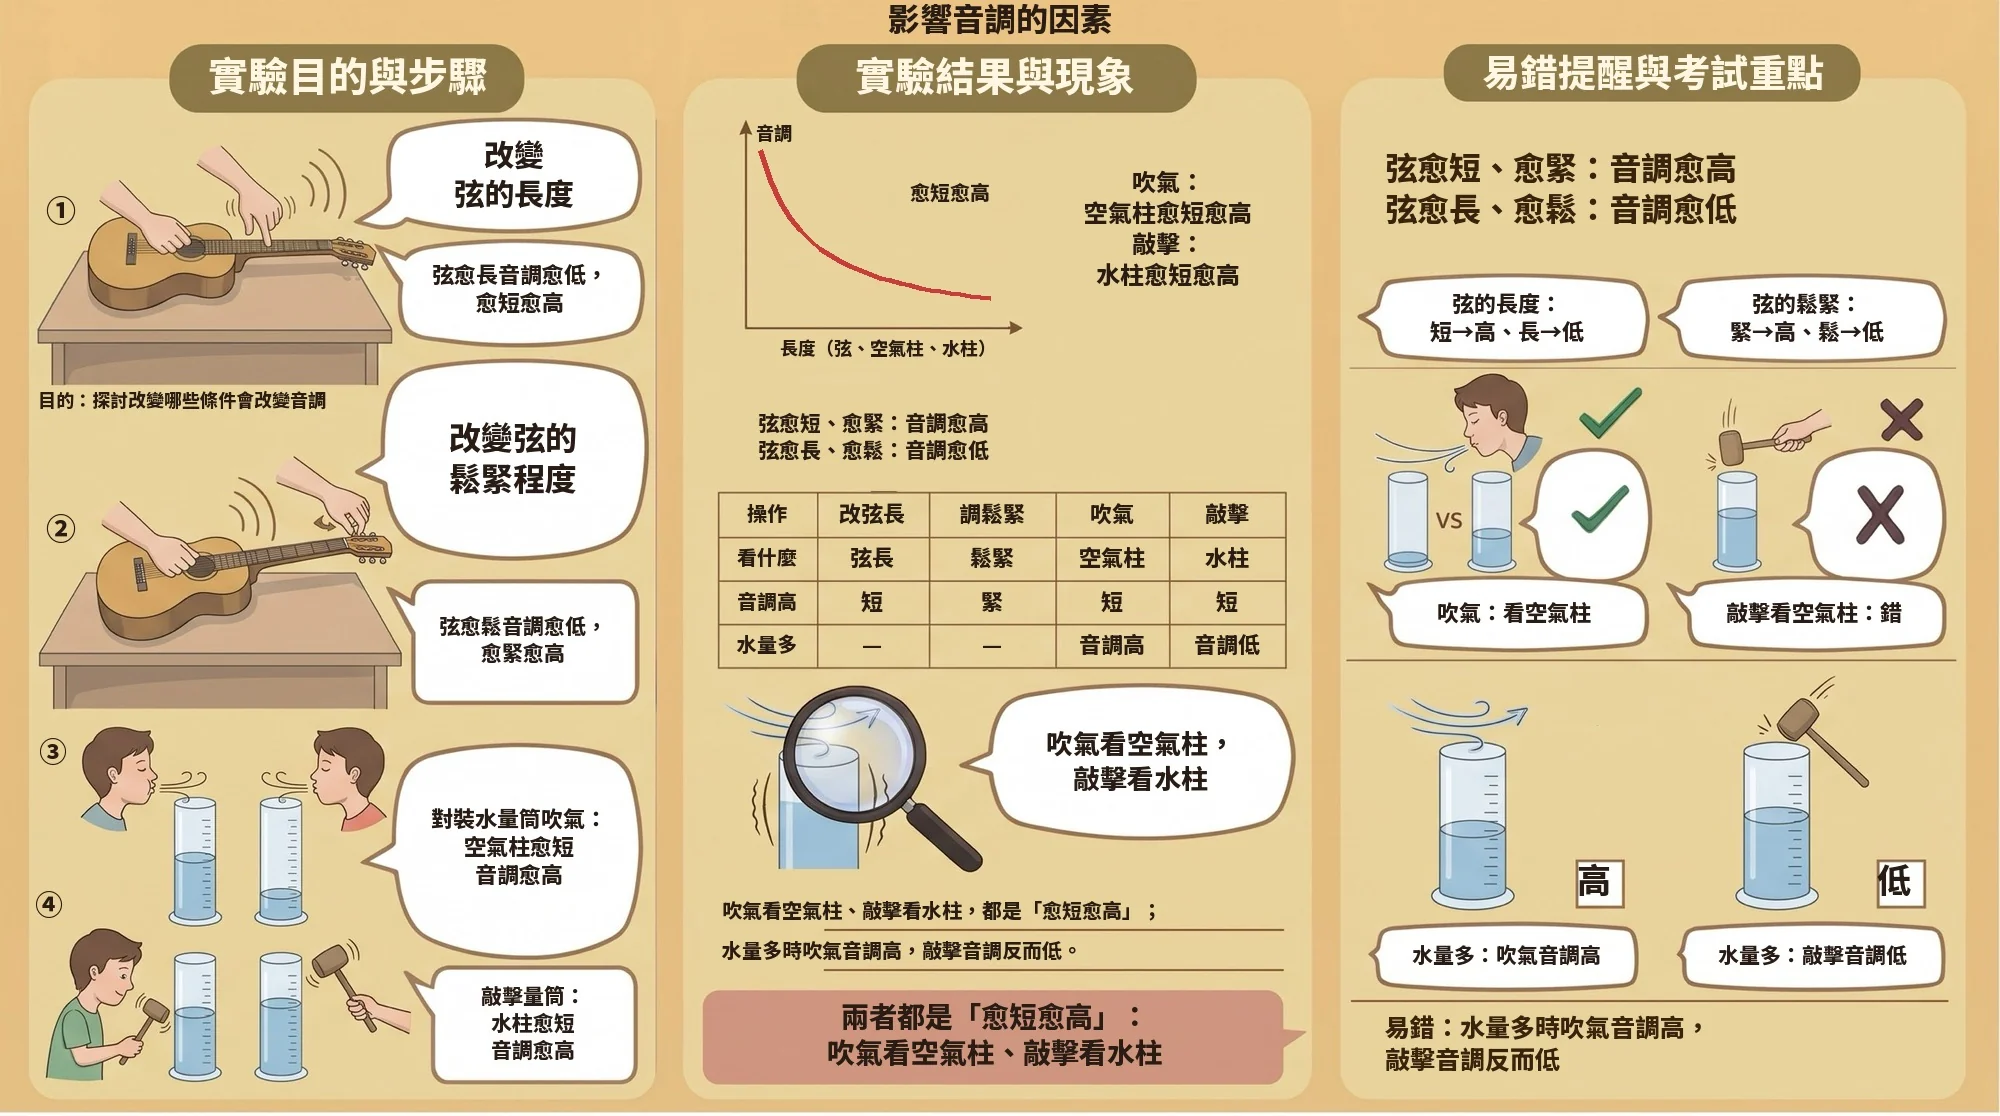 影響音調的因素
實驗目的與步驟
①
改變
弦的長度
弦愈長音調愈低，
愈短愈高
目的：探討改變哪些條件會改變音調
②
改變弦的
鬆緊程度
弦愈鬆音調愈低，
愈緊愈高
③
對裝水量筒吹氣：
空氣柱愈短
音調愈高
④
敲擊量筒：
水柱愈短
音調愈高
實驗結果與現象
音調
愈短愈高
長度（弦、空氣柱、水柱）
吹氣：
空氣柱愈短愈高
敲擊：
水柱愈短愈高
弦愈短、愈緊：音調愈高
弦愈長、愈鬆：音調愈低
操作 改弦長 調鬆緊 吹氣 敲擊
看什麼 弦長 鬆緊 空氣柱 水柱
音調高 短 緊 短 短
水量多 — — 音調高 音調低
吹氣看空氣柱，
敲擊看水柱
吹氣看空氣柱、敲擊看水柱，都是「愈短愈高」；
水量多時吹氣音調高，敲擊音調反而低。
兩者都是「愈短愈高」：
吹氣看空氣柱、敲擊看水柱
易錯提醒與考試重點
弦愈短、愈緊：音調愈高
弦愈長、愈鬆：音調愈低
弦的長度：
短→高、長→低
弦的鬆緊：
緊→高、鬆→低
VS
吹氣：看空氣柱
敲擊看空氣柱：錯
高
低
水量多：吹氣音調高
水量多：敲擊音調低
易錯：水量多時吹氣音調高，
敲擊音調反而低